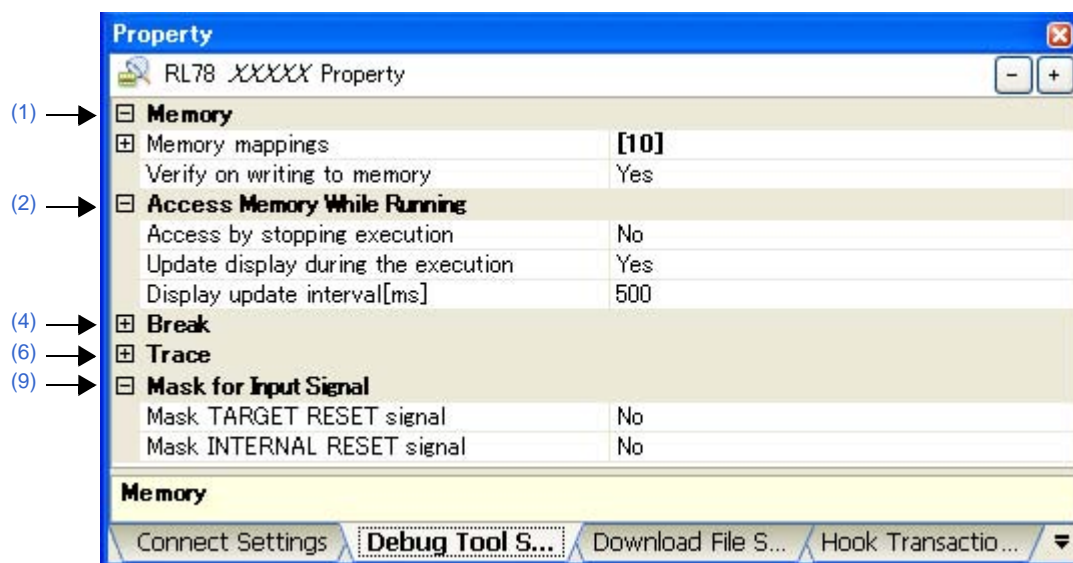 Property
RL78 XXXXX Property
(1) Memory
Memory mappings [10]
Verify on writing to memory Yes
(2) Access Memory While Running
Access by stopping execution No
Update display during the execution Yes
Display update interval[ms] 500
(4) Break
(6) Trace
(9) Mask for Input Signal
Mask TARGET RESET signal No
Mask INTERNAL RESET signal No
Memory
Connect Settings Debug Tool S... Download File S... Hook Transactio...